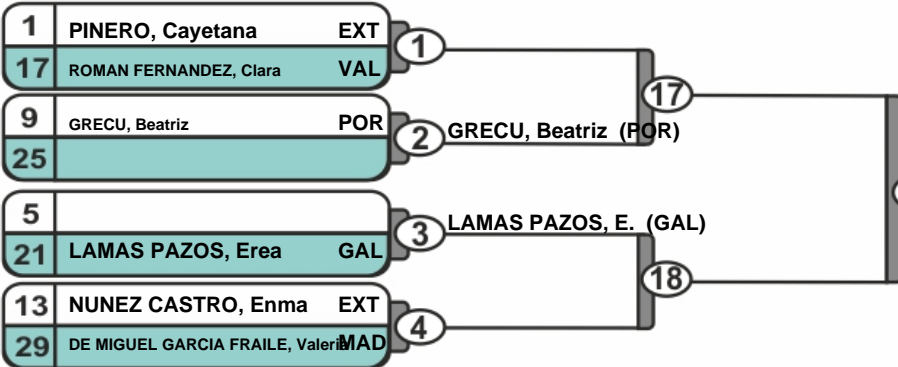 1 PINERO, Cayetana EXT
17 ROMAN FERNANDEZ, Clara VAL
1
9 GRECU, Beatriz POR
25
2 GRECU, Beatriz (POR)
17
5
21 LAMAS PAZOS, Erea GAL
3 LAMAS PAZOS, E. (GAL)
13 NUNEZ CASTRO, Enma EXT
29 DE MIGUEL GARCIA FRAILE, Valeria MAD
4
18